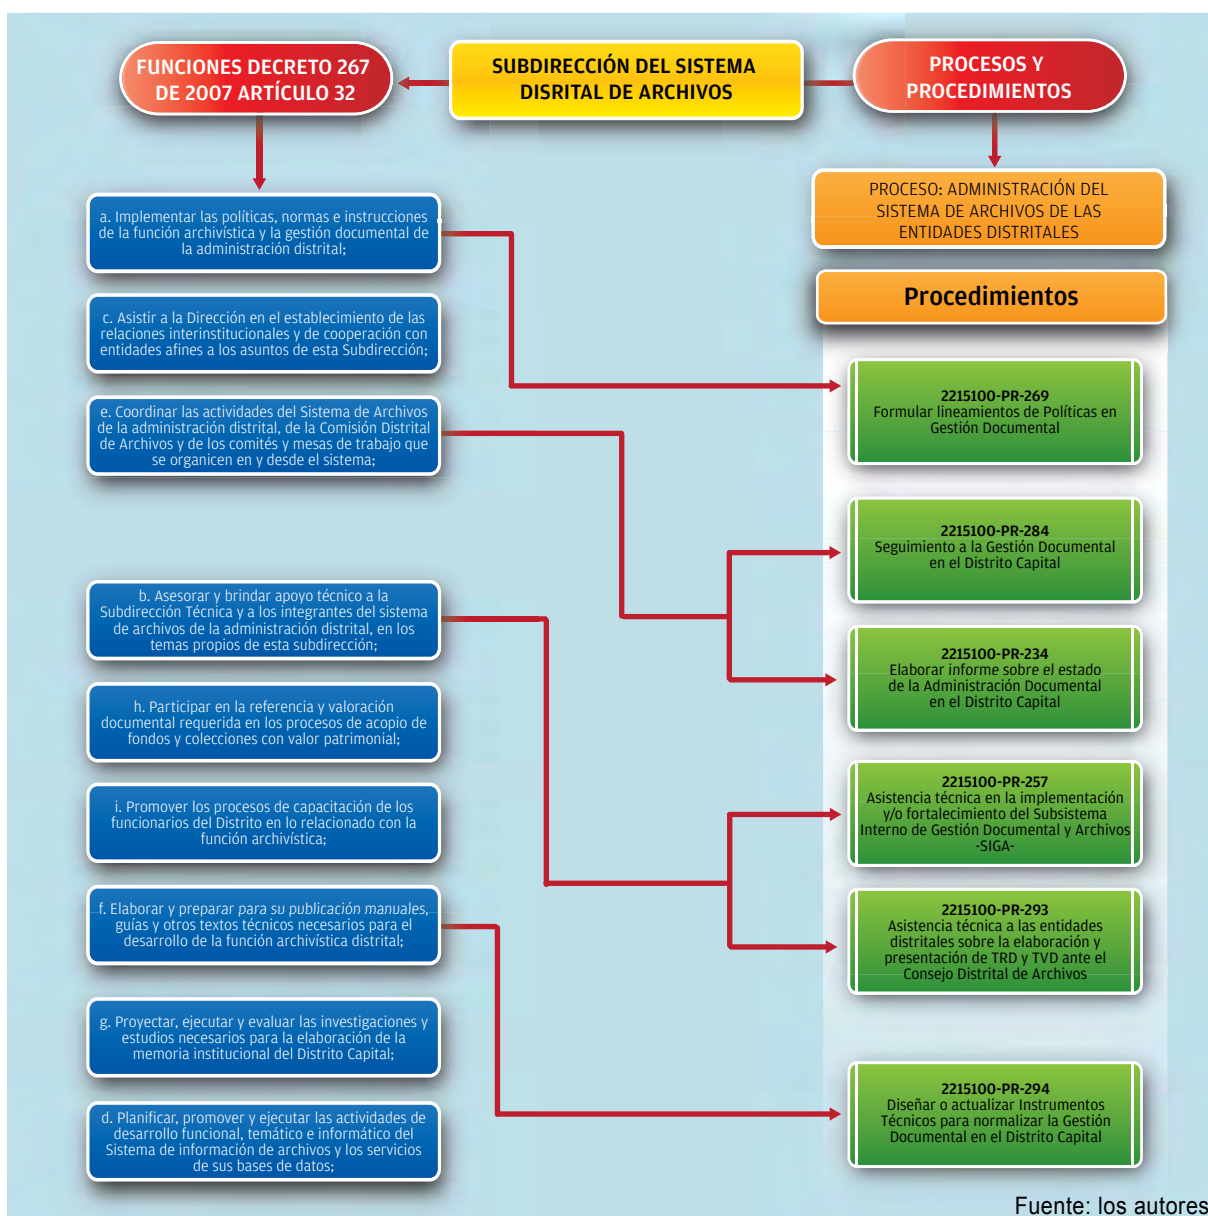 FUNCIONES DECRETO 267
DE 2007 ARTÍCULO 32
SUBDIRECCIÓN DEL SISTEMA
DISRITAL DE ARCHIVOS
PROCESOS Y
PROCEDIMIENTOS
a. Implementar las políticas, normas e instrucciones
de la función archivística y la gestión documental de
la administración distrital;
c. Asistir a la Dirección en el establecimiento de las
relaciones interinstitucionales y de cooperación con
entidades afines a los asuntos de esta Subdirección;
e. Coordinar las actividades del Sistema de Archivos
de la administración distrital, de la Comisión Distrital
de Archivos y de los comités y mesas de trabajo que
se organicen en y desde el sistema;
b. Asesorar y brindar apoyo técnico a la
Subdirección Técnica y a los integrantes del sistema
de archivos de la administración distrital, en los
temas propios de esta subdirección;
h. Participar en la referencia y valoración
documental requerida en los procesos de acopio de
fondos y colecciones con valor patrimonial;
i. Promover los procesos de capacitación de los
funcionarios del Distrito en lo relacionado con la
función archivística;
f. Elaborar y preparar para su publicación manuales,
guías y otros textos técnicos necesarios para el
desarrollo de la función archivística distrital;
g. Proyectar, ejecutar y evaluar las investigaciones y
estudios necesarios para la elaboración de la
memoria institucional del Distrito Capital;
d. Planificar, promover y ejecutar las actividades de
desarrollo funcional, temático e informático del
Sistema de información de archivos y los servicios
de sus bases de datos;
PROCESO: ADMINISTRACIÓN DEL
SISTEMA DE ARCHIVOS DE LAS
ENTIDADES DISTRITALES
Procedimientos
2215100-PR-269
Formular lineamientos de Políticas en
Gestión Documental
2215100-PR-284
Seguimiento a la Gestión Documental
en el Distrito Capital
2215100-PR-234
Elaborar informe sobre el estado
de la Administración Documental
en el Distrito Capital
2215100-PR-257
Asistencia técnica en la implementación
y/o fortalecimiento del Subsistema
Interno de Gestión Documental y Archivos
-SIGA-
2215100-PR-293
Asistencia técnica a las entidades
distritales sobre la elaboración y
presentación de TRD y TVD ante el
Consejo Distrital de Archivos
2215100-PR-294
Diseñar o actualizar Instrumentos
Técnicos para normalizar la Gestión
Documental en el Distrito Capital
Fuente: los autores